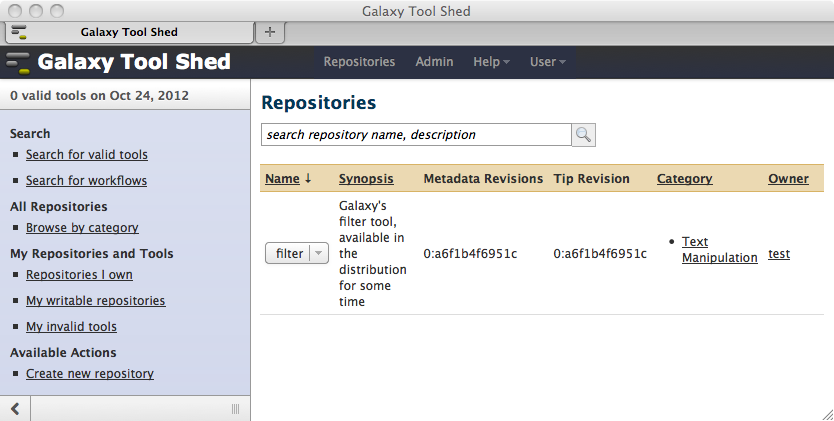 Galaxy Tool Shed
Galaxy Tool Shed
+
Galaxy Tool Shed
Repositories
Admin
Help
User
0 valid tools on Oct 24, 2012
Search
Search for valid tools
Search for workflows
All Repositories
Browse by category
My Repositories and Tools
Repositories I own
My writable repositories
My invalid tools
Available Actions
Create new repository
Repositories
search repository name, description
Name ↓
Synopsis
Metadata Revisions
Tip Revision
Category
Owner
filter
Galaxy's
filter tool,
available in
the
distribution
for some
time
0:a6f1b4f6951c
0:a6f1b4f6951c
Text
Manipulation
test